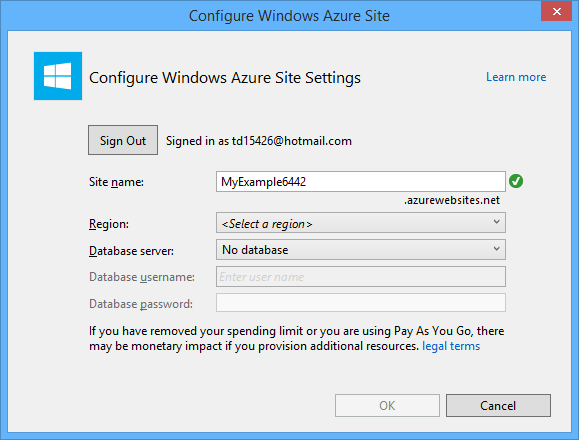 Configure Windows Azure Site
Configure Windows Azure Site Settings
Learn more
Sign Out
Signed in as td15426@hotmail.com
Site name:
MyExample6442
.azurewebsites.net
Region:
<Select a region>
Database server:
No database
Database username:
Enter user name
Database password:
If you have removed your spending limit or you are using Pay As You Go, there
may be monetary impact if you provision additional resources. legal terms
OK
Cancel